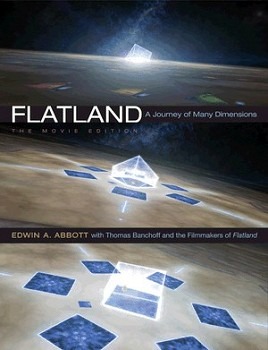 FLATLAND A Journey of Many Dimensions
THE MOVIE EDITION
EDWIN A. ABBOTT with Thomas Banchoff and the Filmmakers of Flatland